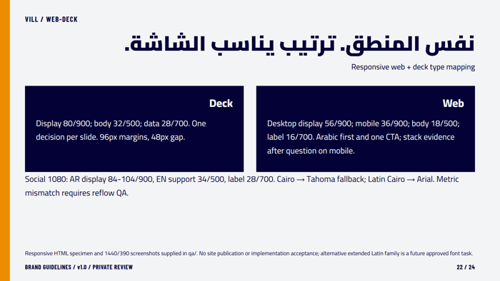 VILL / WEB-DECK
نفس المنطق. ترتيب يناسب الشاشة.
Responsive web + deck type mapping
Deck
Display 80/900; body 32/500; data 28/700. One
decision per slide. 96px margins, 48px gap.
Web
Desktop display 56/900; mobile 36/900; body 18/500;
label 16/700. Arabic first and one CTA; stack evidence
after question on mobile.
Social 1080: AR display 84-104/900, EN support 34/500, label 28/700. Cairo → Tahoma fallback; Latin Cairo → Arial. Metric
mismatch requires reflow QA.
Responsive HTML specimen and 1440/390 screenshots supplied in qa/. No site publication or implementation acceptance; alternative extended Latin family is a future approved font task.
BRAND GUIDELINES / v1.0 / PRIVATE REVIEW
22 / 24